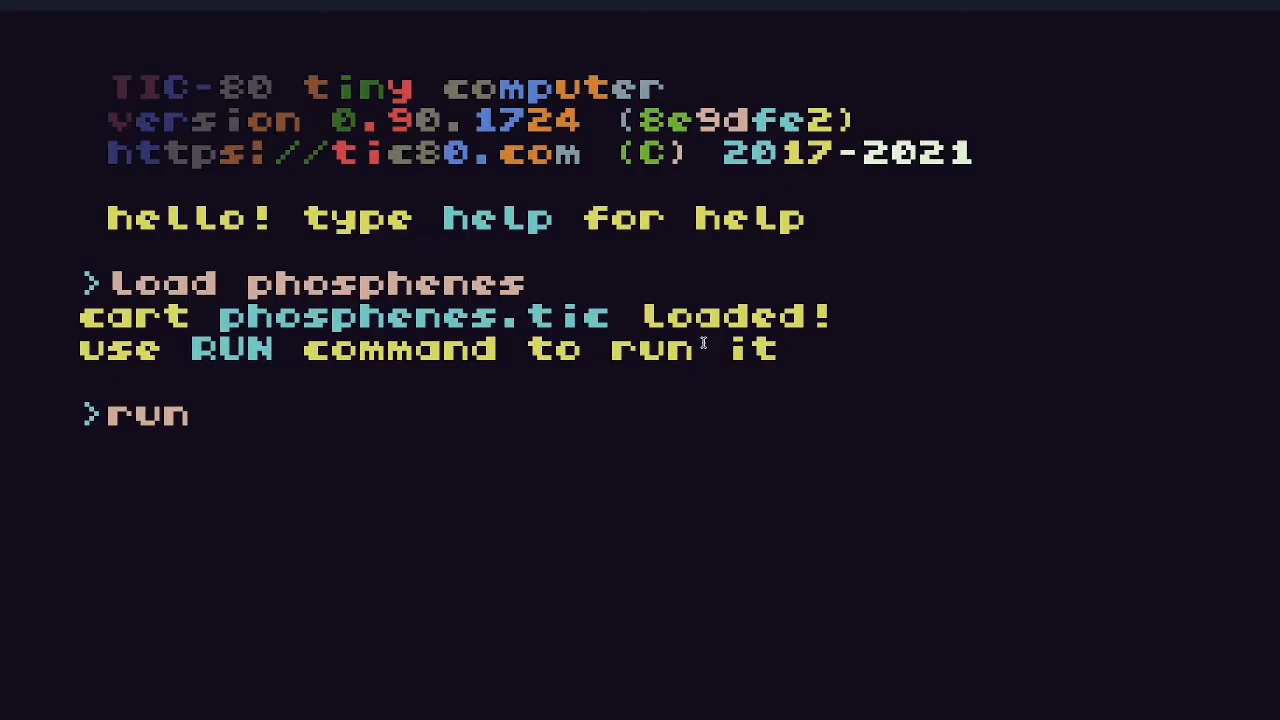 TIC-80 tiny computer
version 0.90.1724 (8e9dfe2)
https://tic80.com (C) 2017-2021
hello! type help for help
>load phosphenes
cart phosphenes.tic loaded!
use RUN command to run it
>run